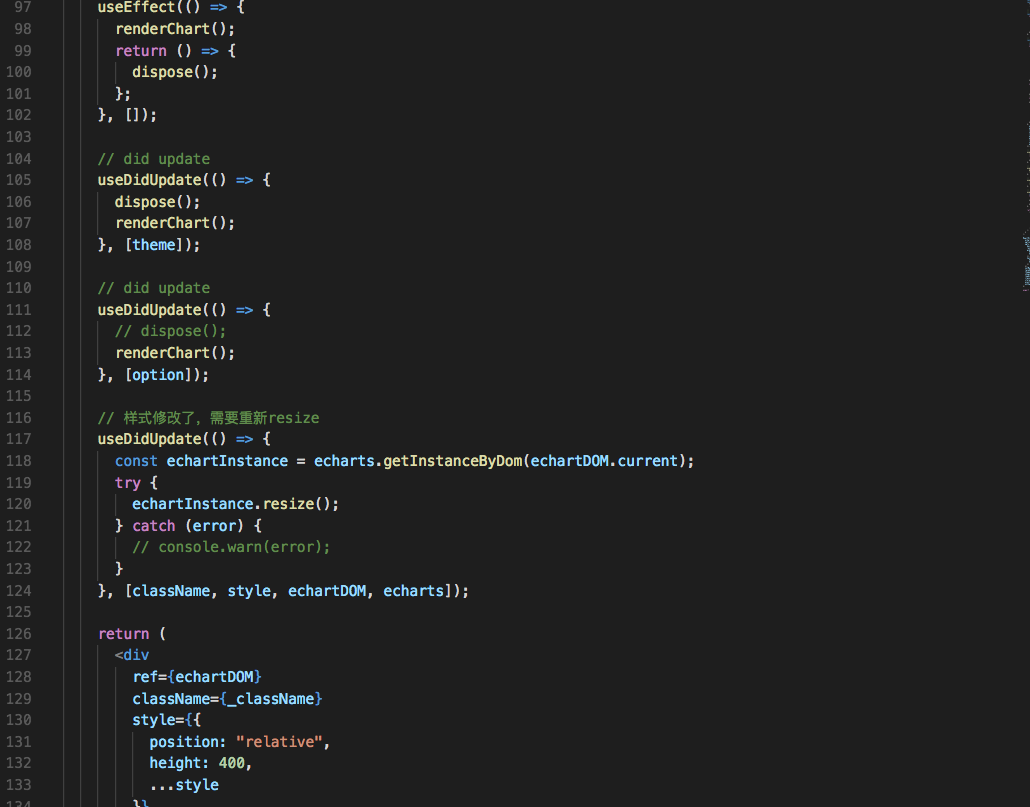 97 useEffect(() => {
98 renderChart();
99 return () => {
100 dispose();
101 };
102 }, []);
103
104 // did update
105 useDidUpdate(() => {
106 dispose();
107 renderChart();
108 }, [theme]);
109
110 // did update
111 useDidUpdate(() => {
112 // dispose();
113 renderChart();
114 }, [option]);
115
116 // 样式修改了，需要重新resize
117 useDidUpdate(() => {
118 const echartInstance = echarts.getInstanceByDom(echartDOM.current);
119 try {
120 echartInstance.resize();
121 } catch (error) {
122 // console.warn(error);
123 }
124 }, [className, style, echartDOM, echarts]);
125
126 return (
127 <div
128 ref={echartDOM}
129 className={_className}
130 style={{
131 position: "relative",
132 height: 400,
133 ...style
134 }}